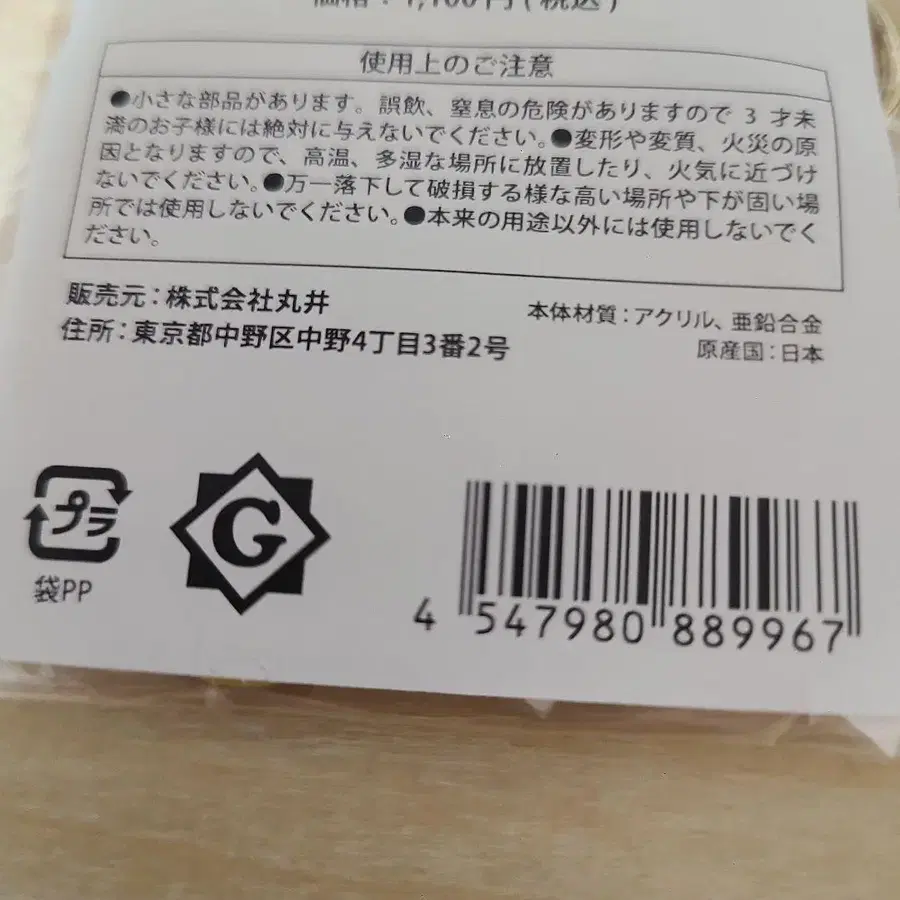 価格：1,100円(税込)
使用上のご注意
●小さな部品があります。誤飲、窒息の危険がありますので 3 才未
満のお子様には絶対に与えないでください。●変形や変質、火災の原
因となりますので、高温、多湿な場所に放置したり、火気に近づけ
ないでください。●万一落下して破損する様な高い場所や下が固い場
所では使用しないでください。●本来の用途以外には使用しないでく
ださい。
販売元：株式会社丸井
住所：東京都中野区中野4丁目3番2号
本体材質：アクリル、亜鉛合金
原産国：日本
プラ
袋PP
G
4 547980 889967